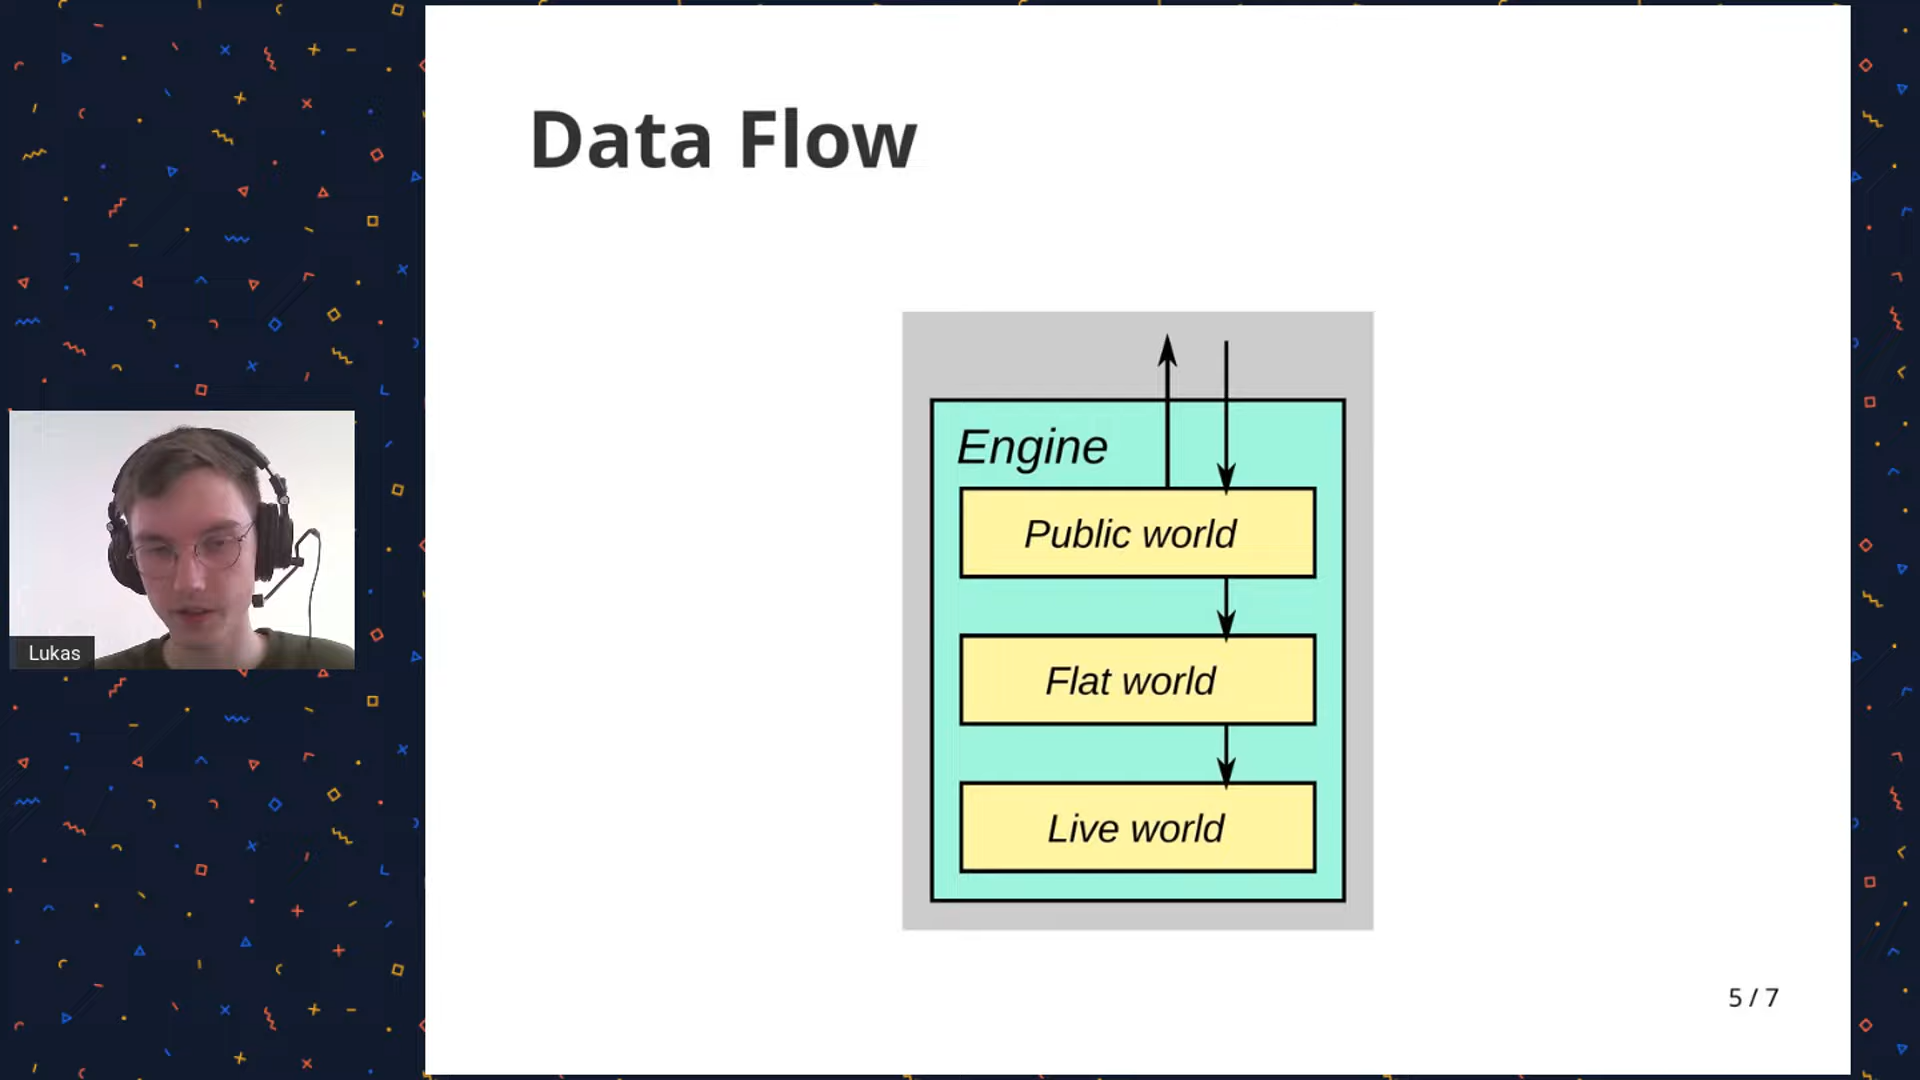 Data Flow
Engine
Public world
Flat world
Live world
Lukas
5 / 7